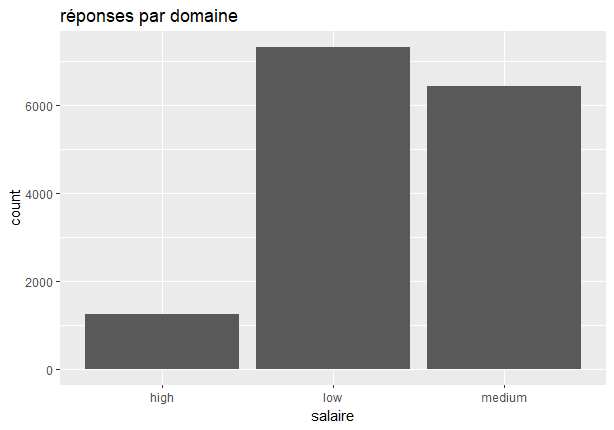 réponses par domaine
6000
4000
2000
0
count
high low medium
salaire